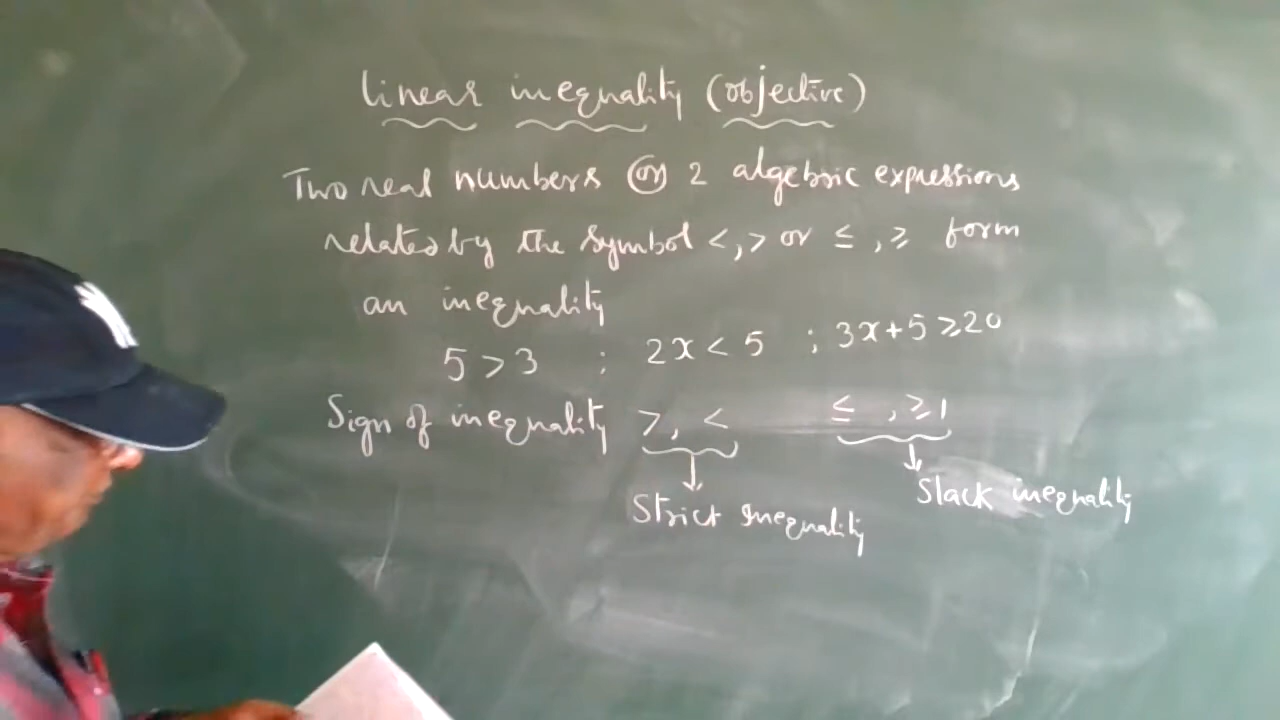 Linear inequality (objective)
Two real numbers or 2 algebric expressions
related by the symbol <, > or ≤ , ≥ form
an inequality
5 > 3 ; 2x < 5 ; 3x+5 ≥ 20
Sign of inequality >, < ≤ , ≥
Strict inequality
Slack inequality